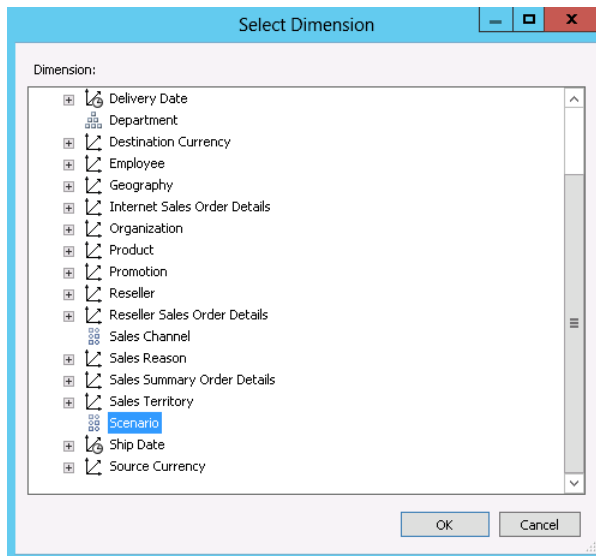 Select Dimension
Dimension:
Delivery Date
Department
Destination Currency
Employee
Geography
Internet Sales Order Details
Organization
Product
Promotion
Reseller
Reseller Sales Order Details
Sales Channel
Sales Reason
Sales Summary Order Details
Sales Territory
Scenario
Ship Date
Source Currency
OK Cancel